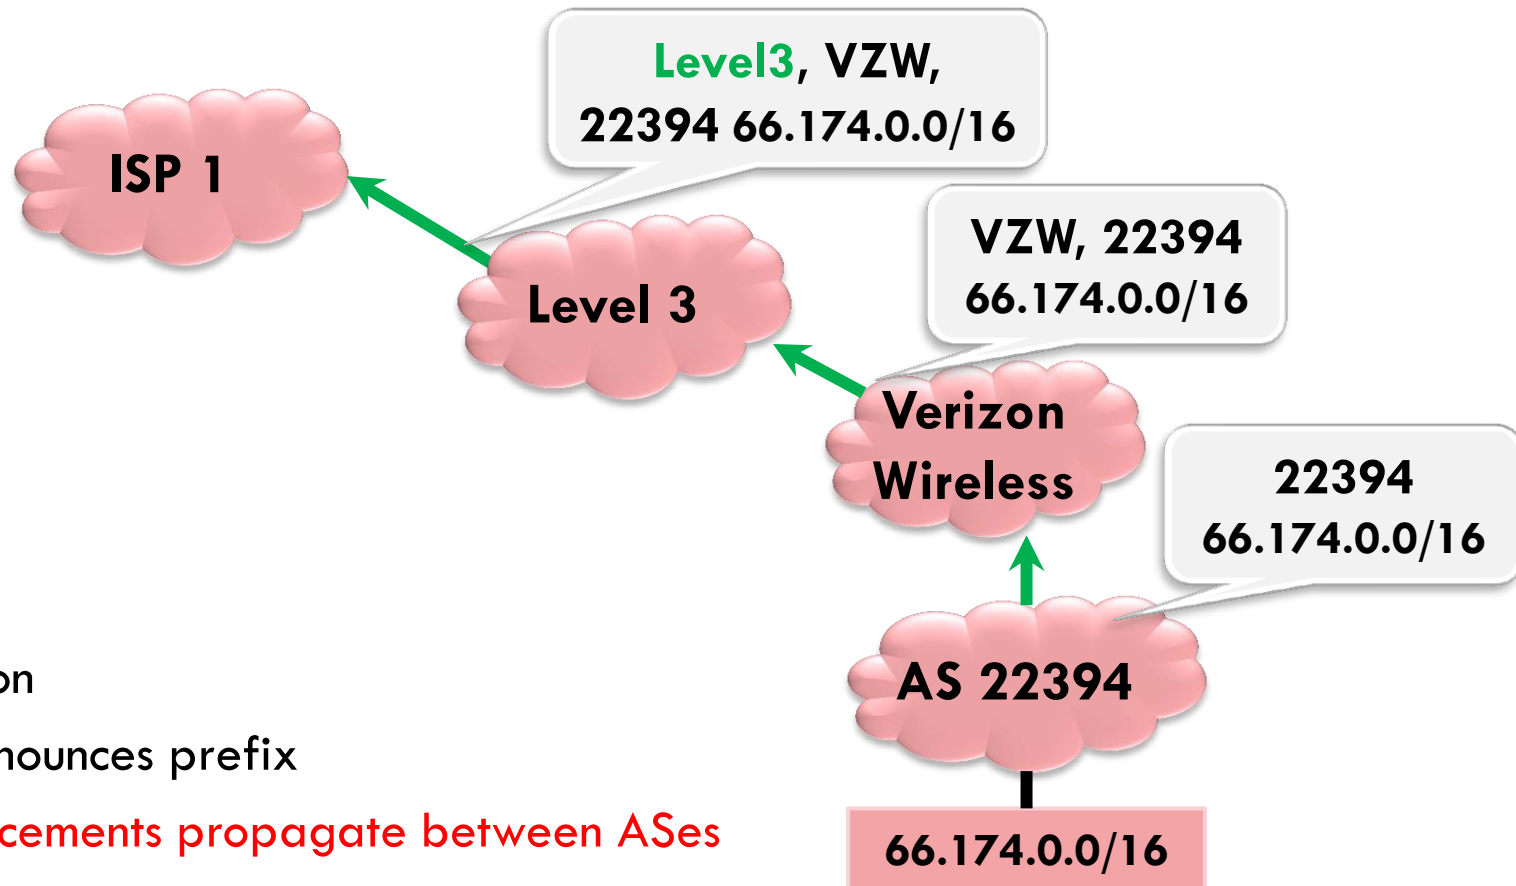 Level3, VZW,
22394 66.174.0.0/16
ISP 1
VZW, 22394
66.174.0.0/16
Level 3
Verizon
Wireless
22394
66.174.0.0/16
AS 22394
on
nounces prefix
cements propagate between ASes
66.174.0.0/16